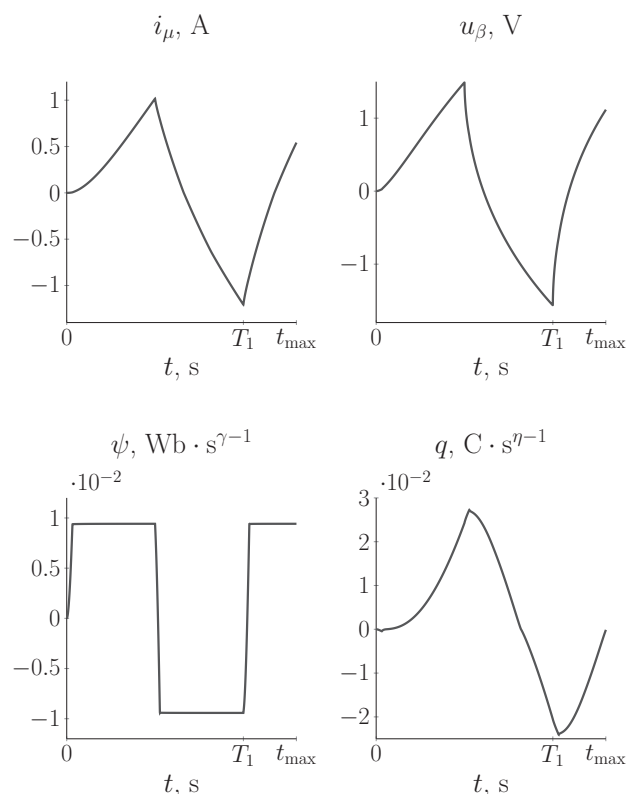 i_μ, A
1
0.5
0
−0.5
−1
0
T_1
t_max
t, s
u_β, V
1
0
−1
0
T_1
t_max
t, s
ψ, Wb · s^{γ−1}
·10^{−2}
1
0.5
0
−0.5
−1
0
T_1
t_max
t, s
q, C · s^{η−1}
·10^{−2}
3
2
1
0
−1
−2
0
T_1
t_max
t, s